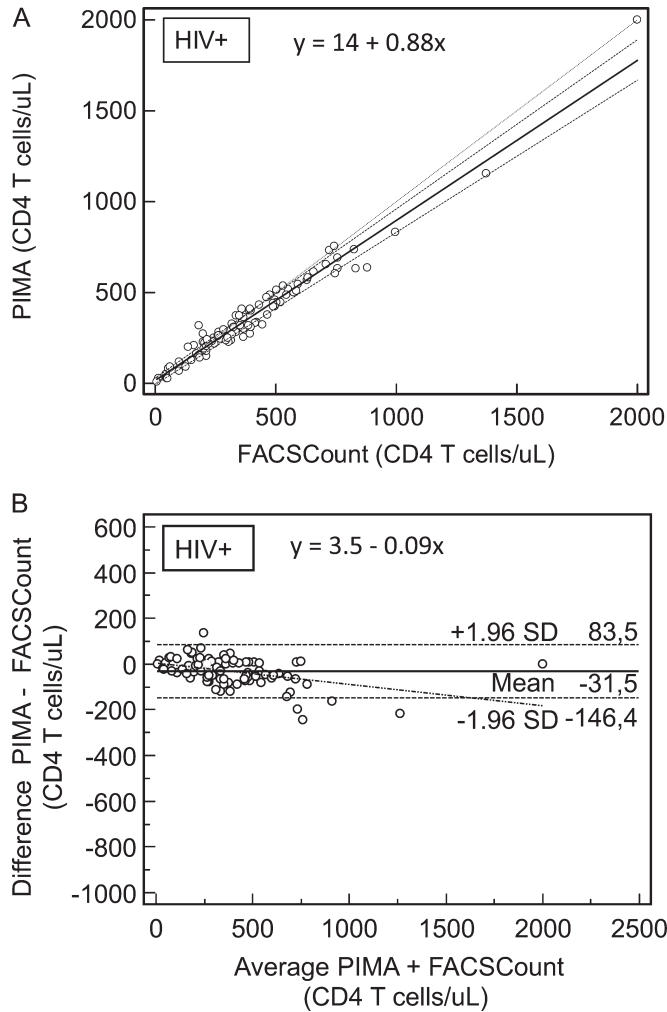 A
HIV+
y = 14 + 0.88x
2000
1500
1000
500
0
PIMA (CD4 T cells/uL)
0 500 1000 1500 2000
FACSCount (CD4 T cells/uL)
B
HIV+
y = 3.5 - 0.09x
600
400
200
0
-200
-400
-600
-800
-1000
Difference PIMA - FACSCount
(CD4 T cells/uL)
+1.96 SD 83,5
Mean -31,5
-1.96 SD -146,4
0 500 1000 1500 2000 2500
Average PIMA + FACSCount
(CD4 T cells/uL)